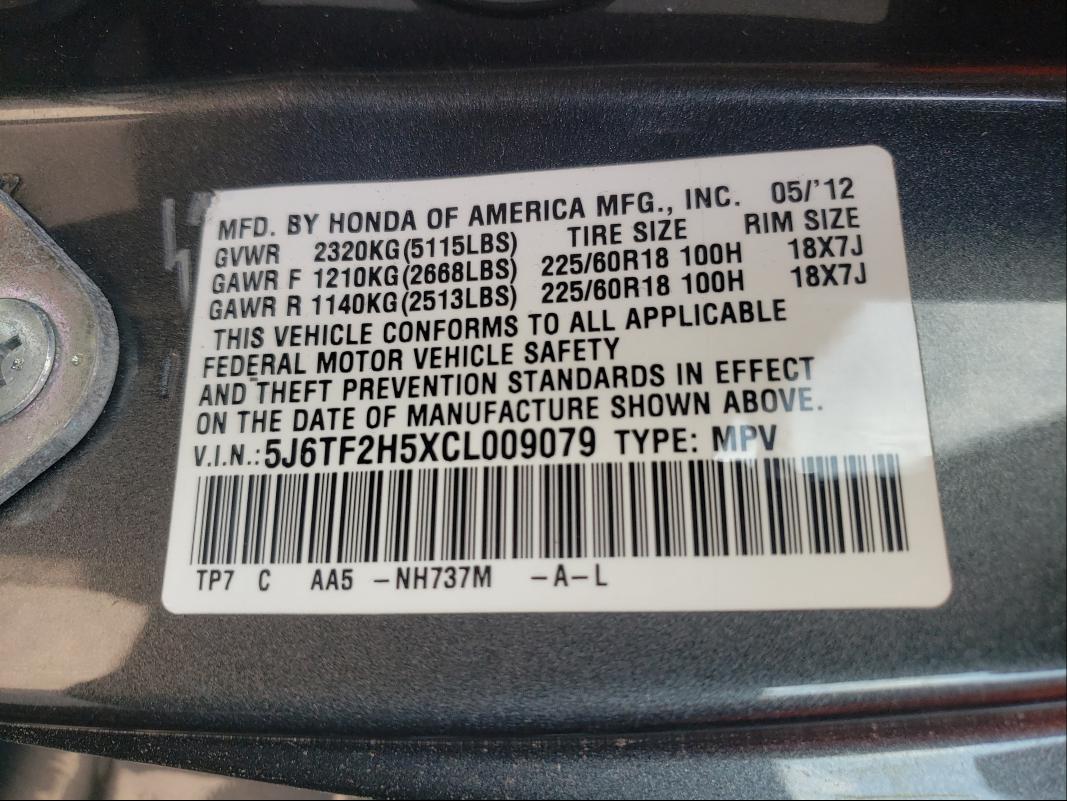 MFD. BY HONDA OF AMERICA MFG., INC. 05/'12
GVWR 2320KG(5115LBS) TIRE SIZE RIM SIZE
GAWR F 1210KG(2668LBS) 225/60R18 100H 18X7J
GAWR R 1140KG(2513LBS) 225/60R18 100H 18X7J
THIS VEHICLE CONFORMS TO ALL APPLICABLE
FEDERAL MOTOR VEHICLE SAFETY
AND THEFT PREVENTION STANDARDS IN EFFECT
ON THE DATE OF MANUFACTURE SHOWN ABOVE.
V.I.N.: 5J6TF2H5XCL009079 TYPE: MPV
TP7 C AA5 -NH737M -A-L